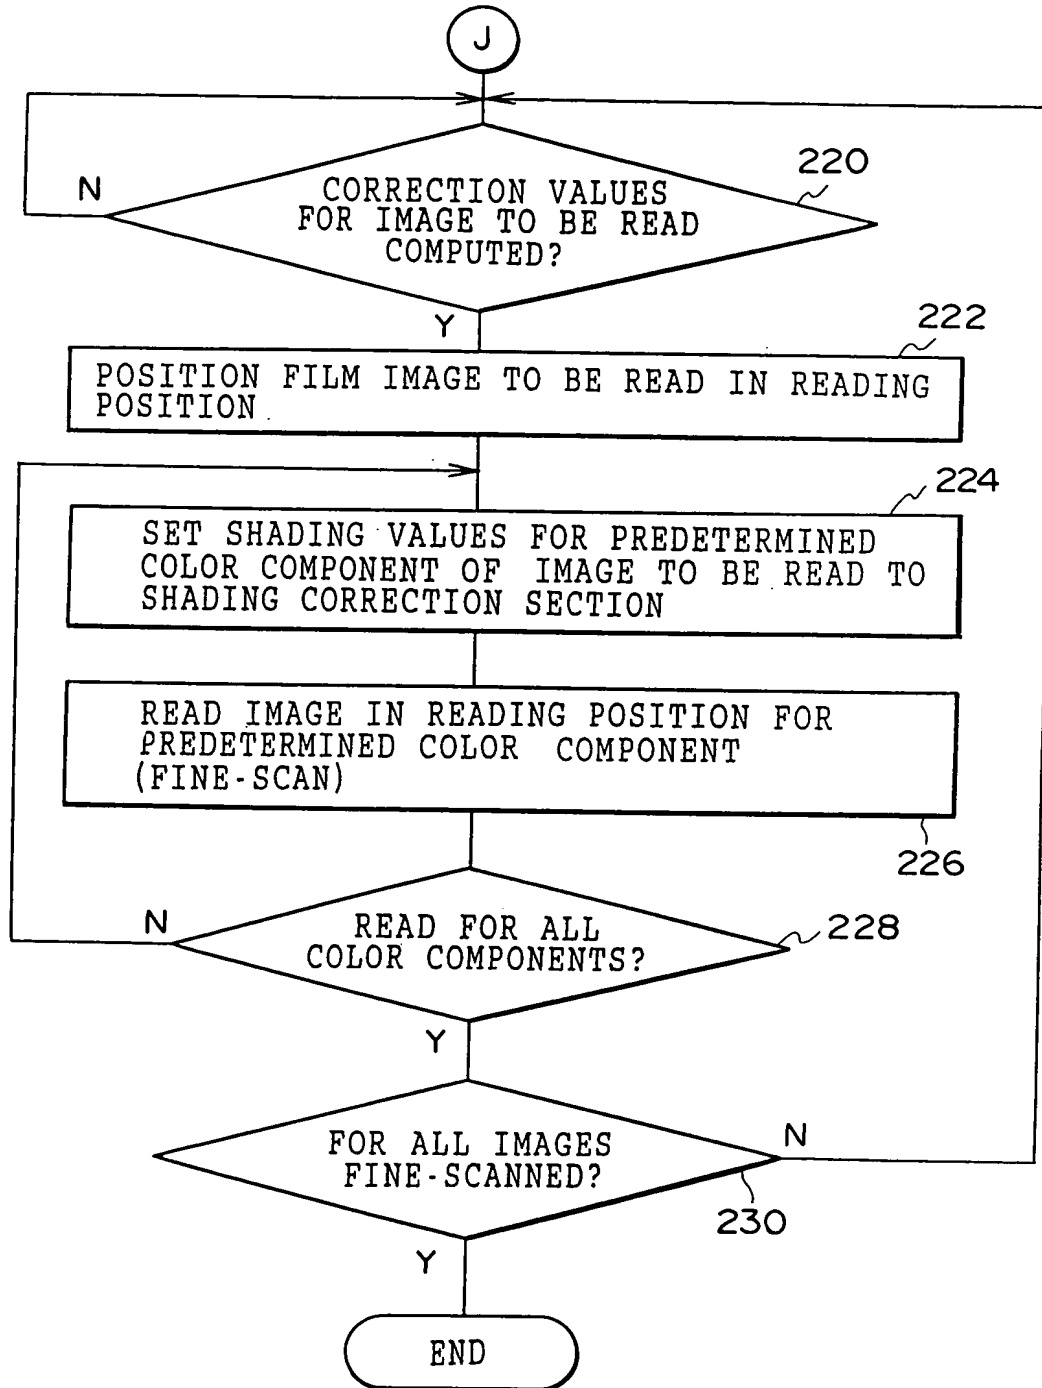 J
220
N
CORRECTION VALUES
FOR IMAGE TO BE READ
COMPUTED?
Y
222
POSITION FILM IMAGE TO BE READ IN READING
POSITION
224
SET SHADING VALUES FOR PREDETERMINED
COLOR COMPONENT OF IMAGE TO BE READ TO
SHADING CORRECTION SECTION
READ IMAGE IN READING POSITION FOR
PREDETERMINED COLOR COMPONENT
(FINE-SCAN)
226
N
READ FOR ALL
COLOR COMPONENTS?
228
Y
FOR ALL IMAGES
FINE-SCANNED?
N
230
Y
END